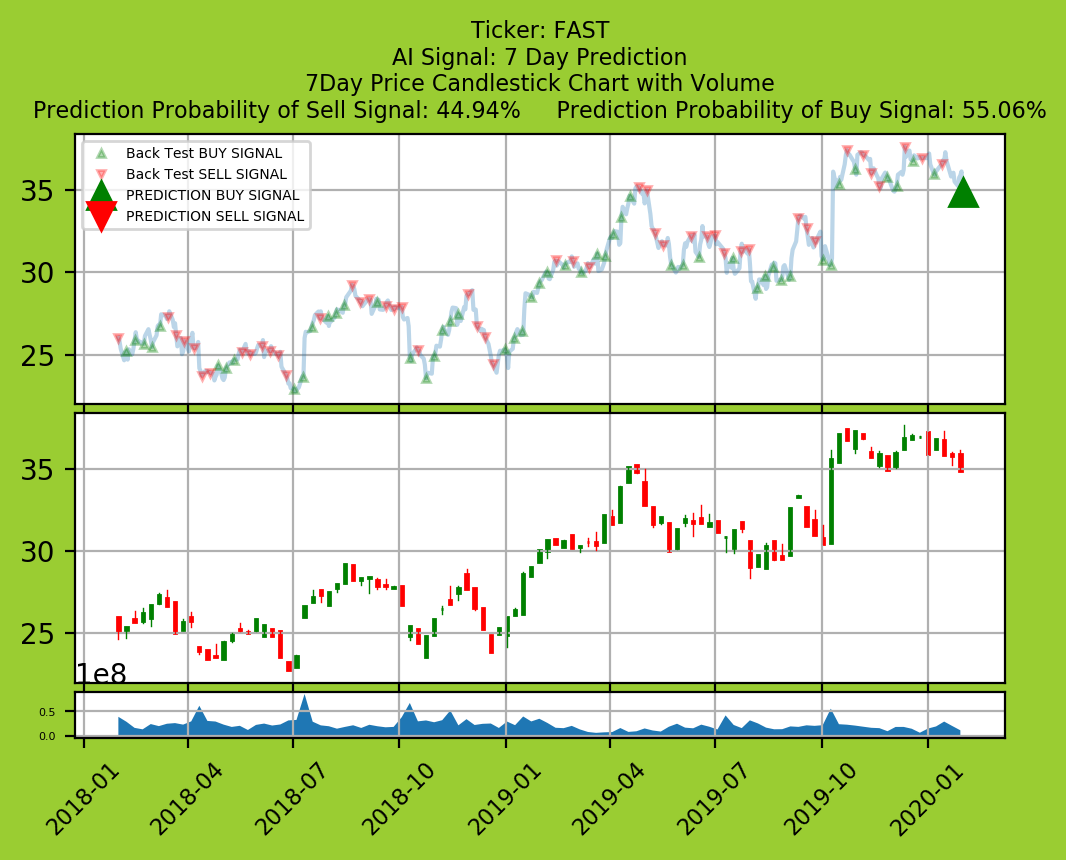 Ticker: FAST
AI Signal: 7 Day Prediction
7Day Price Candlestick Chart with Volume
Prediction Probability of Sell Signal: 44.94%     Prediction Probability of Buy Signal: 55.06%
Back Test BUY SIGNAL
Back Test SELL SIGNAL
PREDICTION BUY SIGNAL
PREDICTION SELL SIGNAL
35
30
25
35
30
25
1e8
0.5
0.0
2018-01 2018-04 2018-07 2018-10 2019-01 2019-04 2019-07 2019-10 2020-01